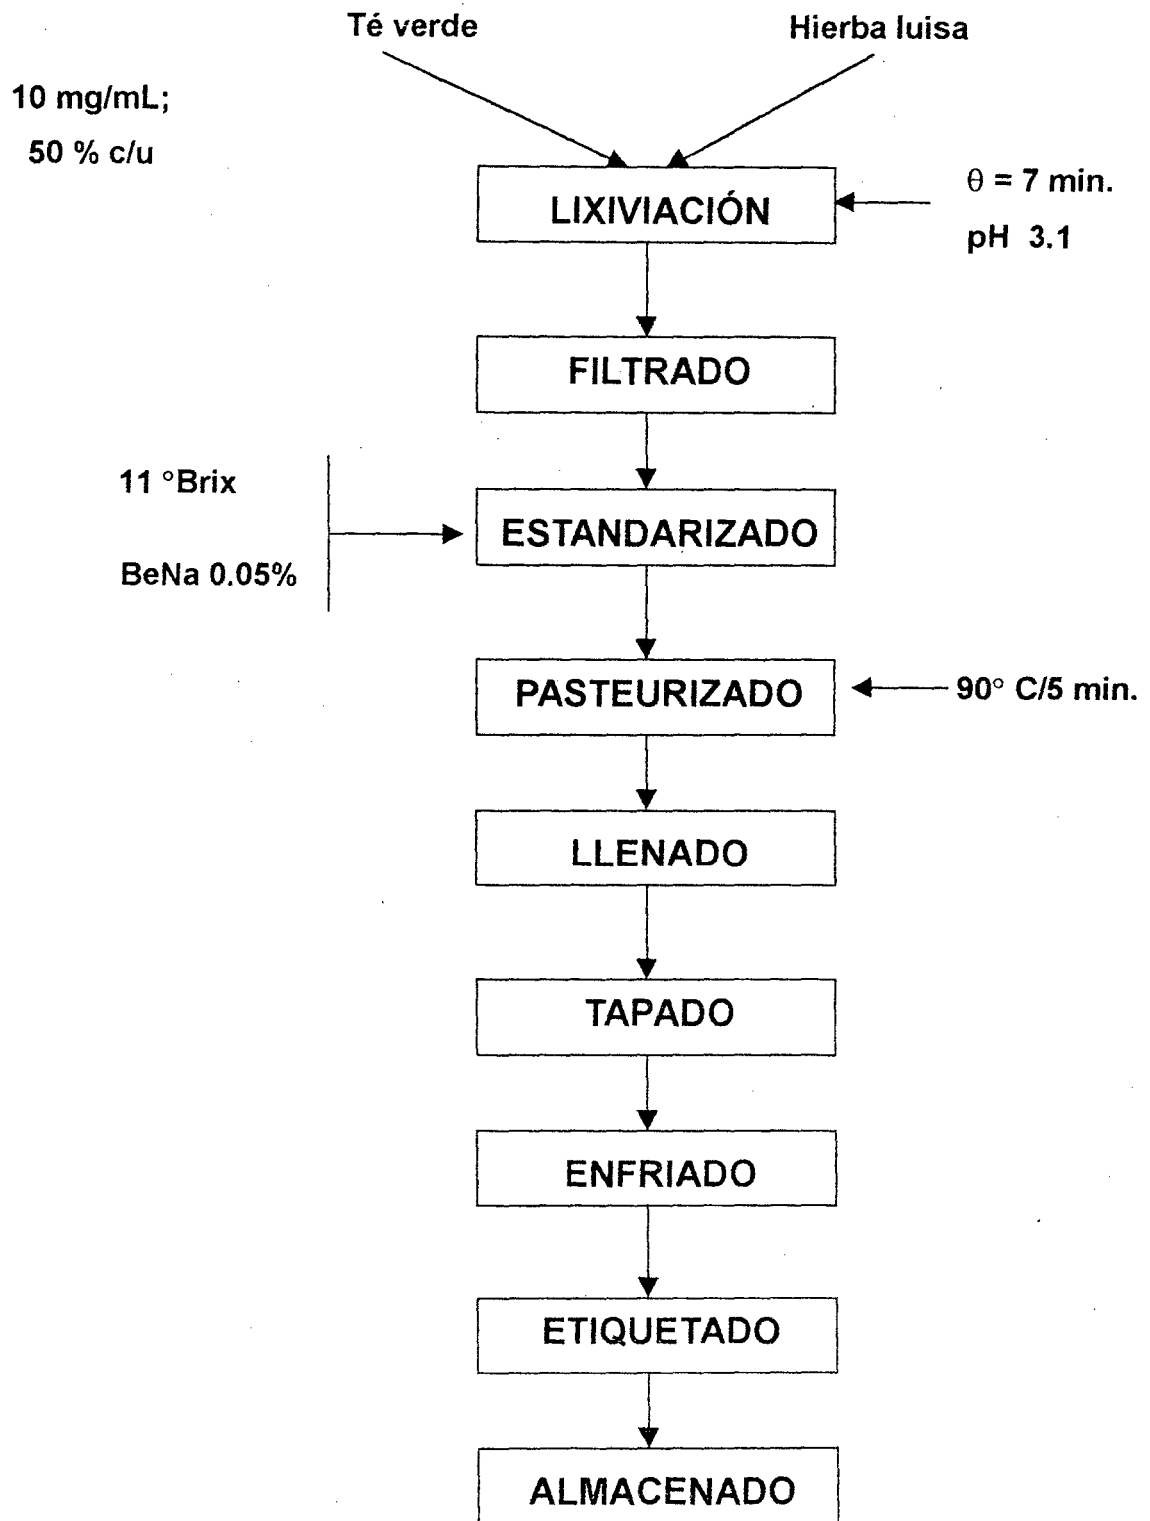 Té verde
Hierba luisa
10 mg/mL;
50 % c/u
LIXIVIACIÓN
θ = 7 min.
pH 3.1
FILTRADO
11 °Brix
BeNa 0.05%
ESTANDARIZADO
PASTEURIZADO
90° C/5 min.
LLENADO
TAPADO
ENFRIADO
ETIQUETADO
ALMACENADO